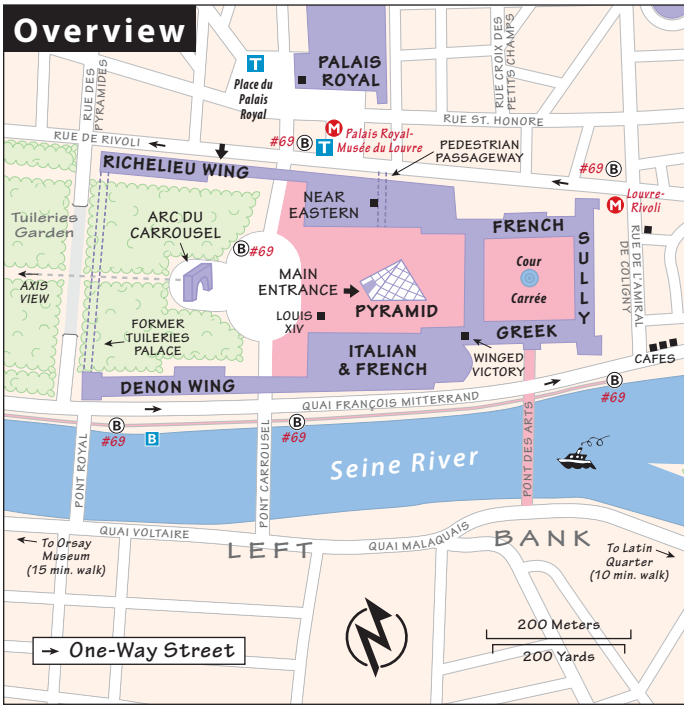 Overview
T
Place du
Palais
Royal
PALAIS
ROYAL
RUE DES
PYRAMIDES
RUE CROIX DES
PETITS CHAMPS
RUE ST. HONORE
RUE DE RIVOLI
#69 B
M
T
Palais Royal-
Musée du Louvre
PEDESTRIAN
PASSAGEWAY
#69 B
M
Louvre-
Rivoli
RICHELIEU WING
NEAR
EASTERN
FRENCH
SULLY
RUE DE L'AMIRAL
DE COLIGNY
Tuileries
Garden
ARC DU
CARROUSEL
B #69
Cour
Carrée
AXIS
VIEW
MAIN
ENTRANCE
PYRAMID
LOUIS
XIV
FORMER
TUILERIES
PALACE
GREEK
ITALIAN
& FRENCH
WINGED
VICTORY
CAFES
DENON WING
QUAI FRANÇOIS MITTERRAND
B
#69
B
#69
B
B
#69
PONT ROYAL
PONT CARROUSEL
PONT DES ARTS
Seine River
QUAI VOLTAIRE
QUAI MALAQUAIS
LEFT
BANK
To Orsay
Museum
(15 min. walk)
To Latin
Quarter
(10 min. walk)
One-Way Street
200 Meters
200 Yards